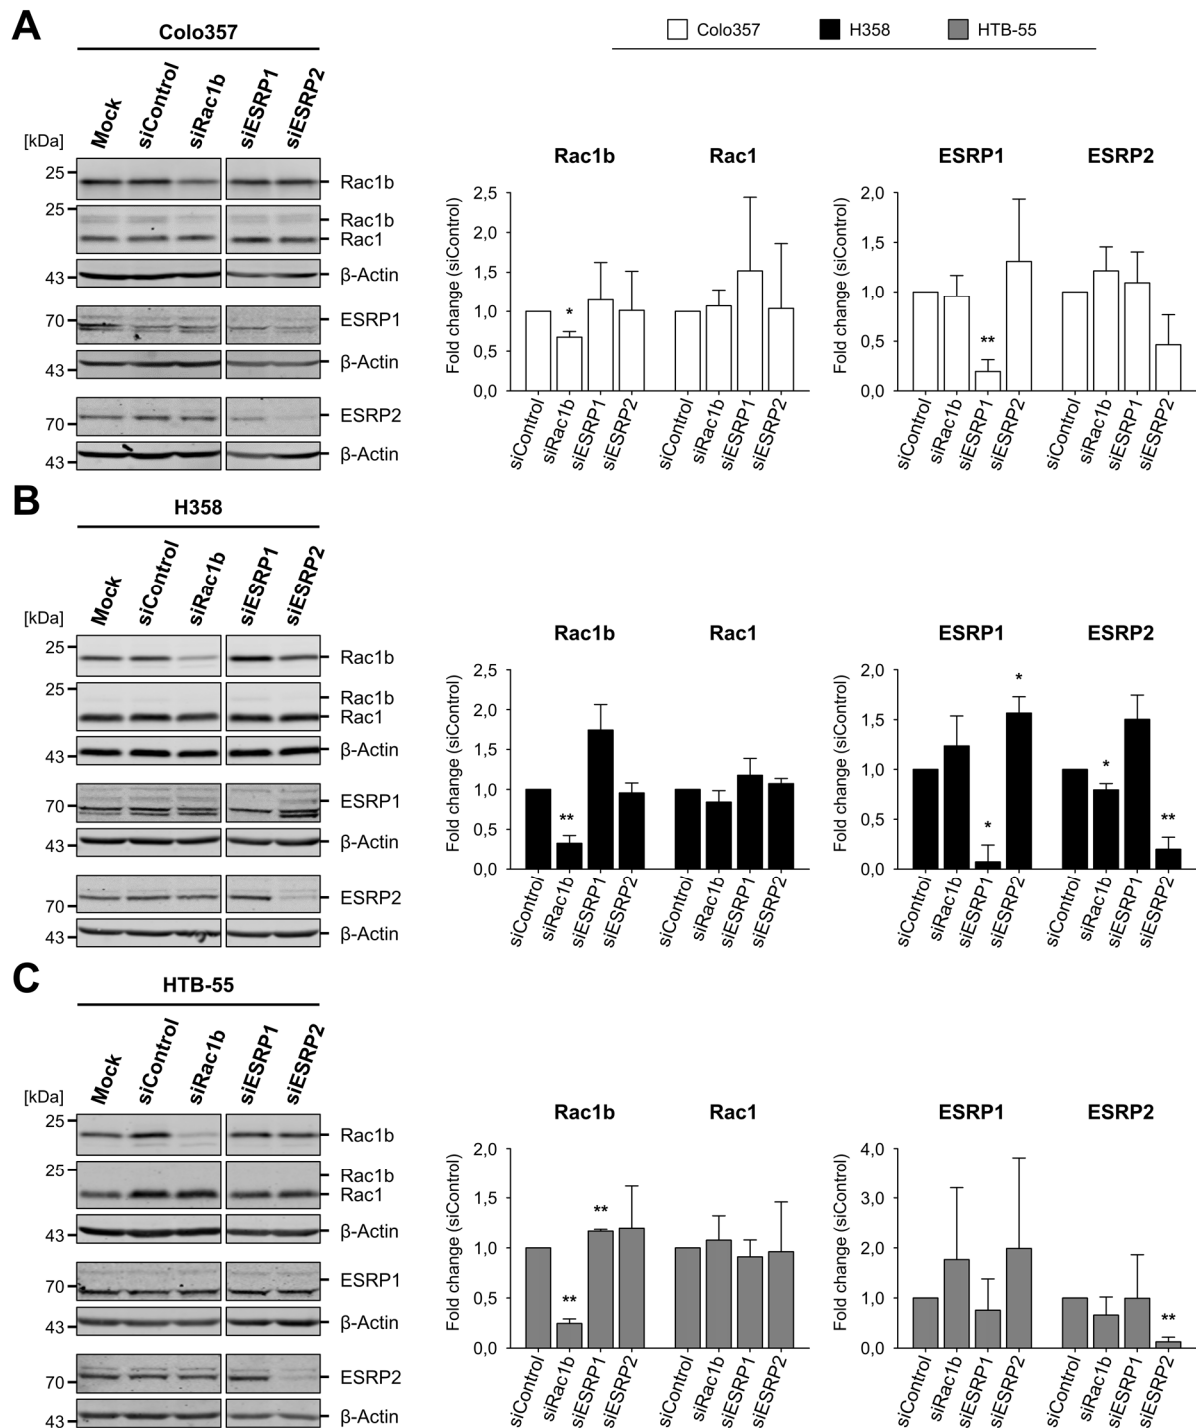 A
Colo357
Mock
siControl
siRac1b
siESRP1
siESRP2
[kDa]
25
Rac1b
25
Rac1b
Rac1
43
β-Actin
70
ESRP1
43
β-Actin
70
ESRP2
43
β-Actin
Colo357 H358 HTB-55
Rac1b Rac1
Fold change (siControl)
2,5
2,0
1,5
1,0
0,5
0,0
*
siControl
siRac1b
siESRP1
siESRP2
siControl
siRac1b
siESRP1
siESRP2
ESRP1 ESRP2
Fold change (siControl)
2,0
1,5
1,0
0,5
0,0
**
siControl
siRac1b
siESRP1
siESRP2
siControl
siRac1b
siESRP1
siESRP2
B
H358
Mock
siControl
siRac1b
siESRP1
siESRP2
[kDa]
25
Rac1b
25
Rac1b
Rac1
43
β-Actin
70
ESRP1
43
β-Actin
70
ESRP2
43
β-Actin
Rac1b Rac1
Fold change (siControl)
2,5
2,0
1,5
1,0
0,5
0,0
**
siControl
siRac1b
siESRP1
siESRP2
siControl
siRac1b
siESRP1
siESRP2
ESRP1 ESRP2
Fold change (siControl)
2,0
1,5
1,0
0,5
0,0
*
*
*
**
siControl
siRac1b
siESRP1
siESRP2
siControl
siRac1b
siESRP1
siESRP2
C
HTB-55
Mock
siControl
siRac1b
siESRP1
siESRP2
[kDa]
25
Rac1b
25
Rac1b
Rac1
43
β-Actin
70
ESRP1
43
β-Actin
70
ESRP2
43
β-Actin
Rac1b Rac1
Fold change (siControl)
2,0
1,5
1,0
0,5
0,0
**
**
siControl
siRac1b
siESRP1
siESRP2
siControl
siRac1b
siESRP1
siESRP2
ESRP1 ESRP2
Fold change (siControl)
4,0
3,0
2,0
1,0
0,0
**
siControl
siRac1b
siESRP1
siESRP2
siControl
siRac1b
siESRP1
siESRP2